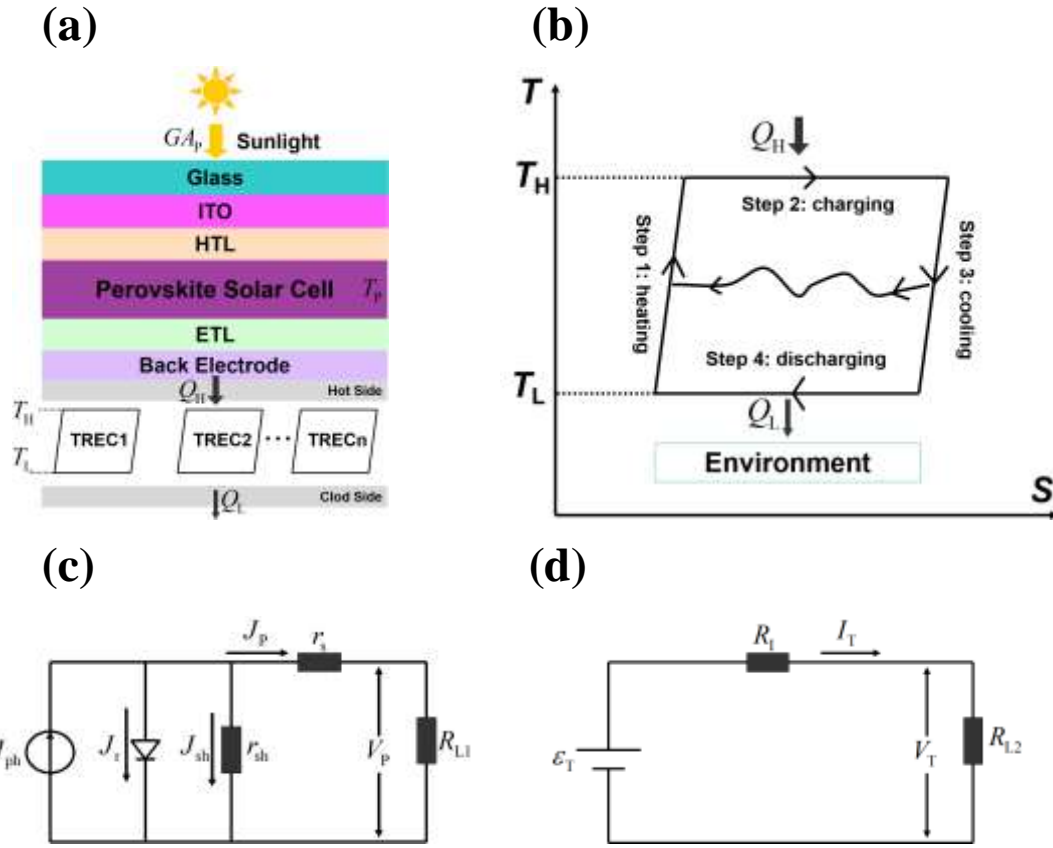 (a)
GA_P Sunlight
Glass
ITO
HTL
Perovskite Solar Cell T_P
ETL
Back Electrode
Q_H Hot Side
T_H
TREC1 TREC2 ··· TRECn
T_L
Clod Side
Q_L
(b)
T
Q_H
T_H
Step 2: charging
Step 1: heating
Step 3: cooling
Step 4: discharging
T_L
Q_L
Environment
S
(c)
J_P r_s
J_ph J_r J_sh r_sh V_P R_L1
(d)
R_I I_T
ε_T V_T R_L2